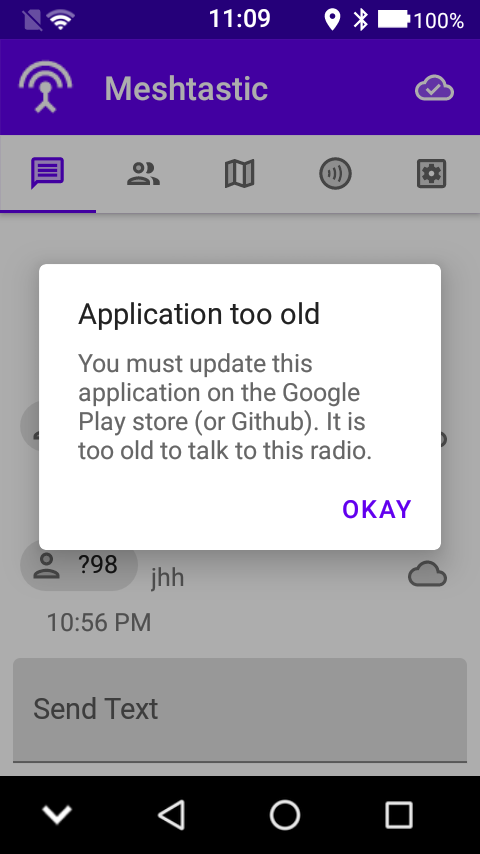 11:09
100%
Meshtastic
Application too old
You must update this
application on the Google
Play store (or Github). It is
too old to talk to this radio.
OKAY
?98
jhh
10:56 PM
Send Text